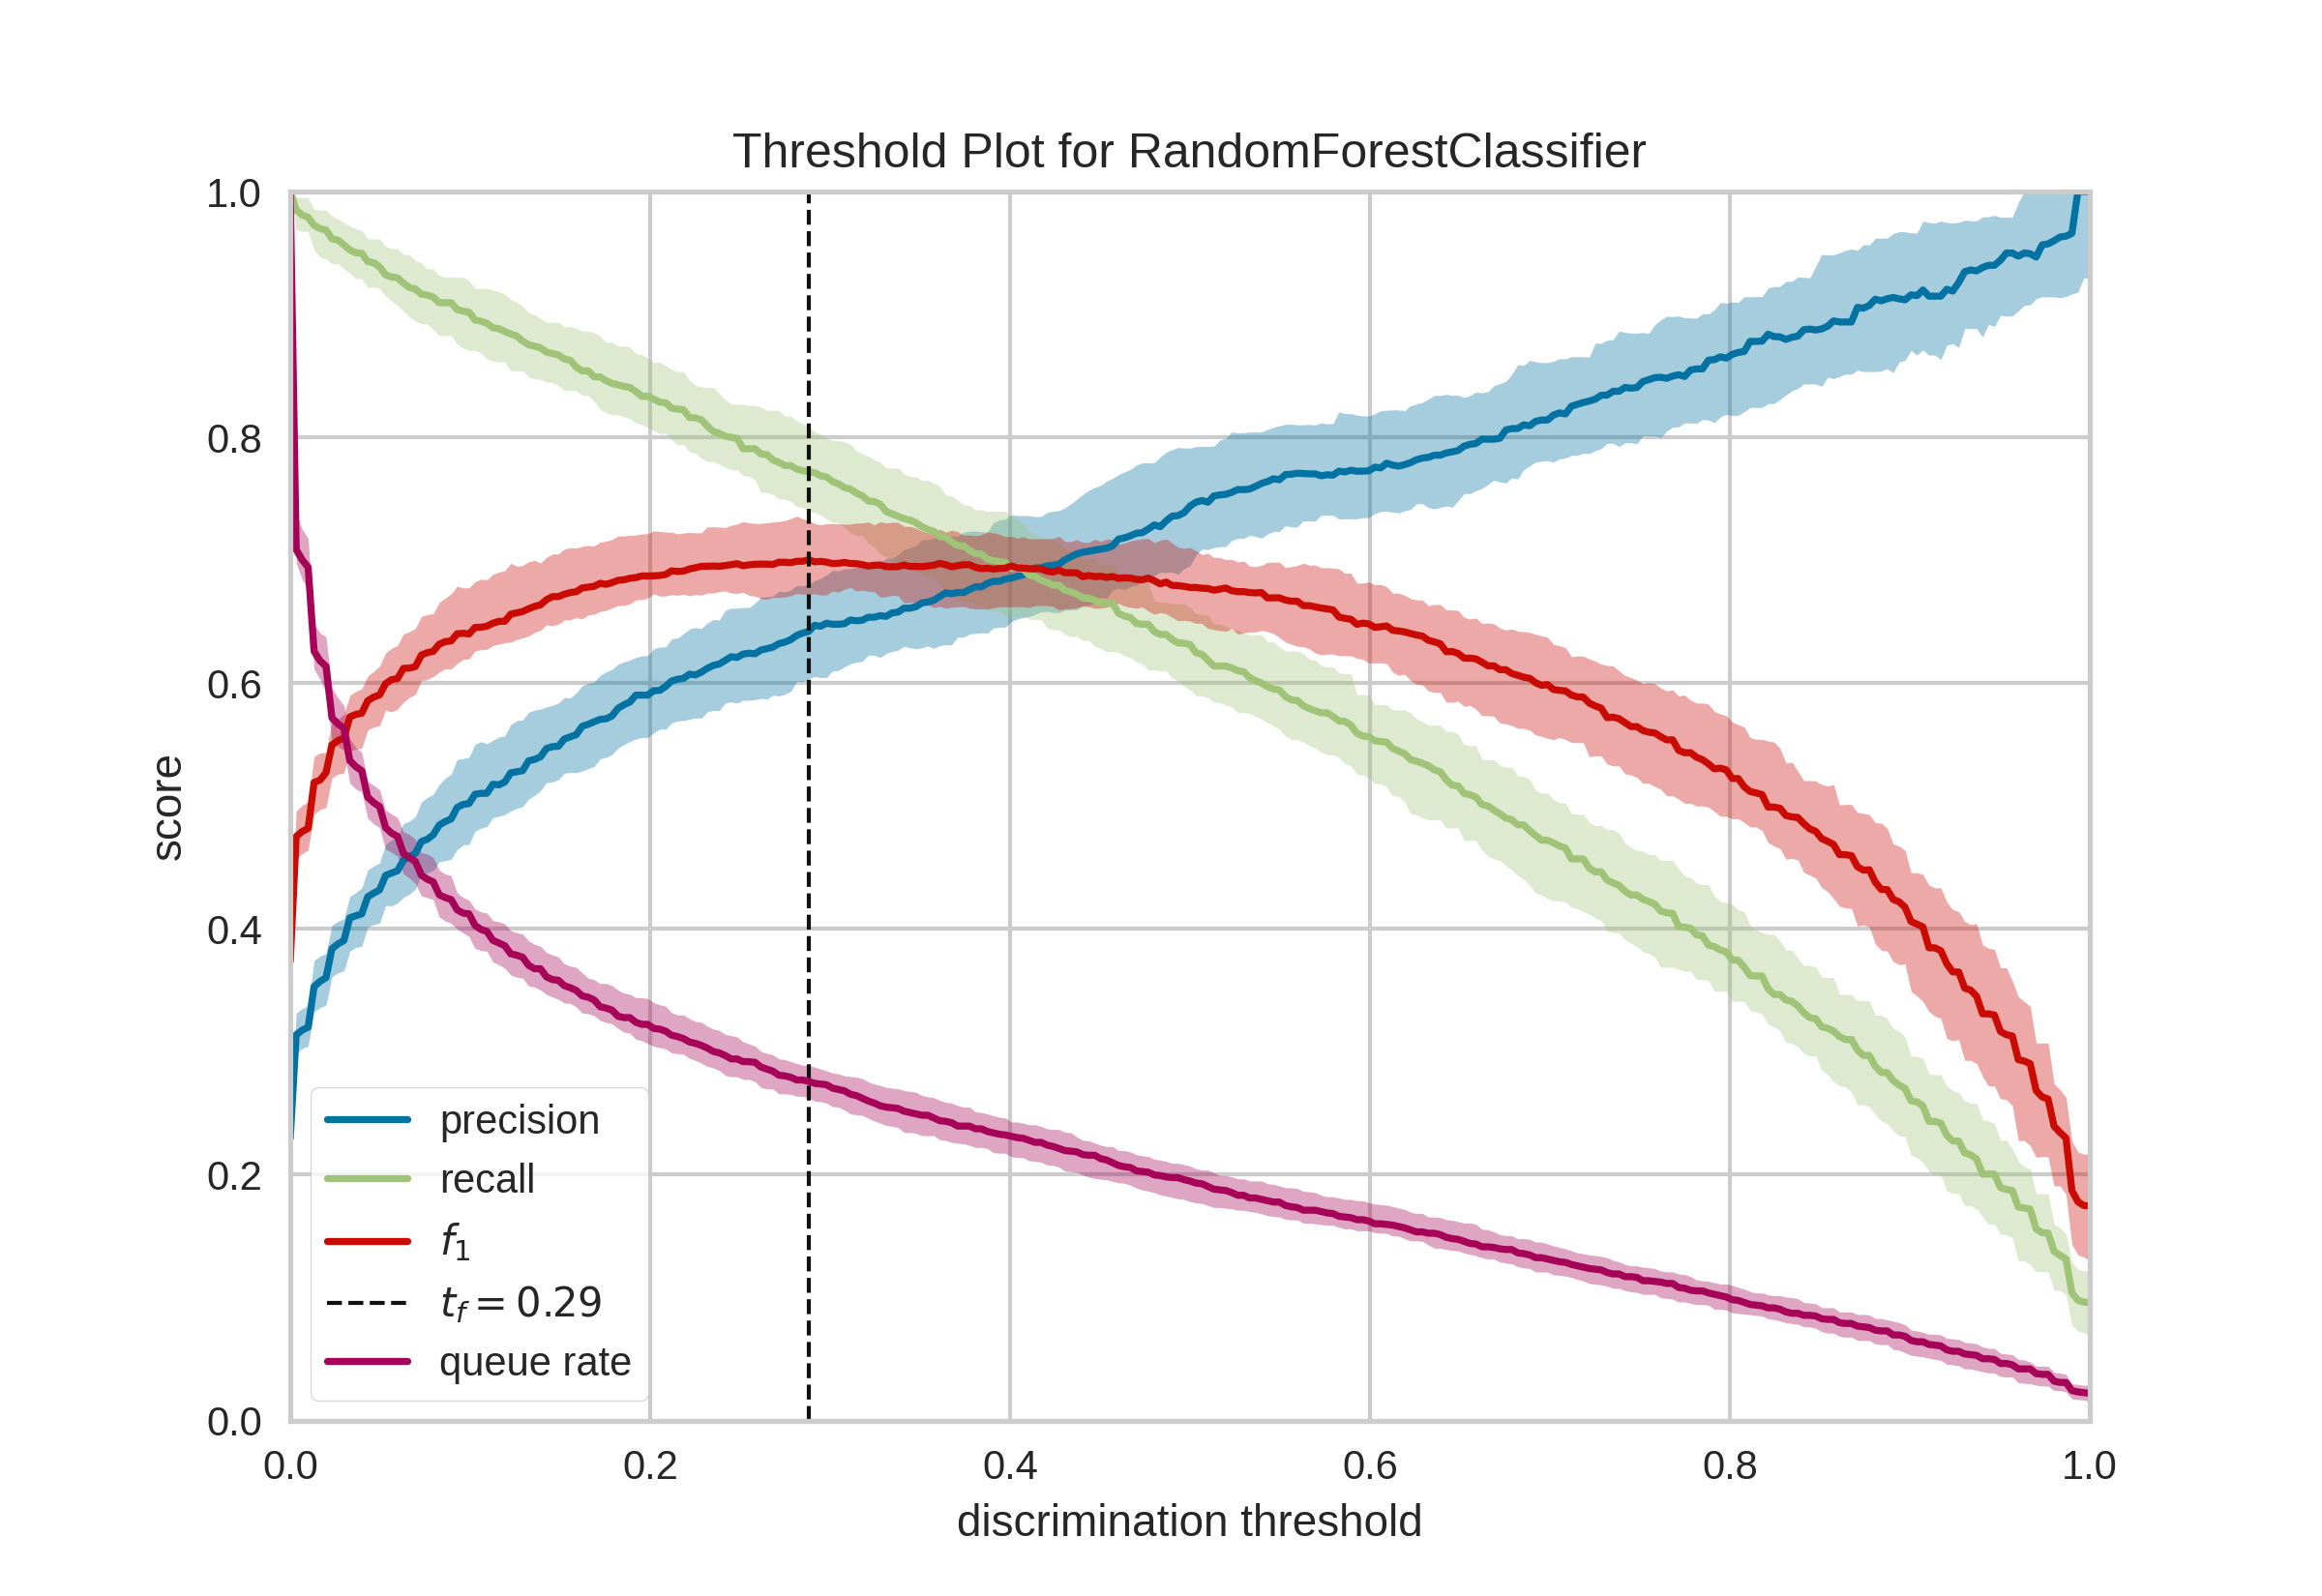 Threshold Plot for RandomForestClassifier
1.0
0.8
0.6
0.4
0.2
0.0
score
precision
recall
f₁
t_f = 0.29
queue rate
0.0 0.2 0.4 0.6 0.8 1.0
discrimination threshold